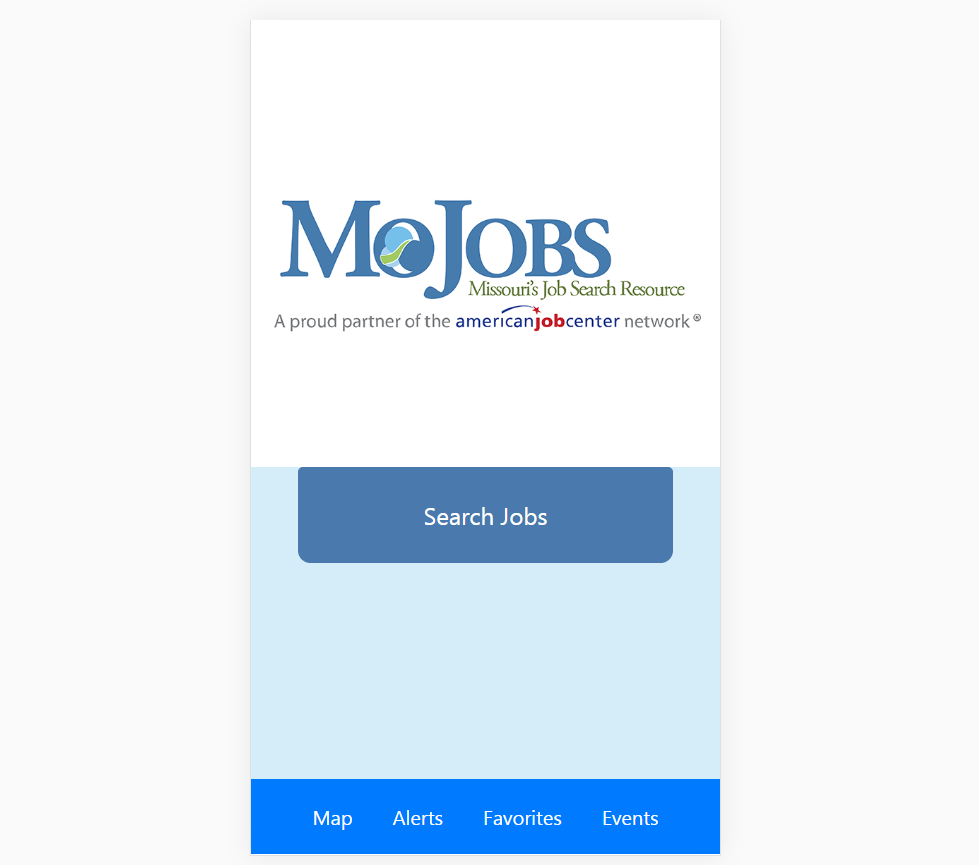 MoJobs
Missouri's Job Search Resource
A proud partner of the americanjobcenter network®
Search Jobs
Map Alerts Favorites Events